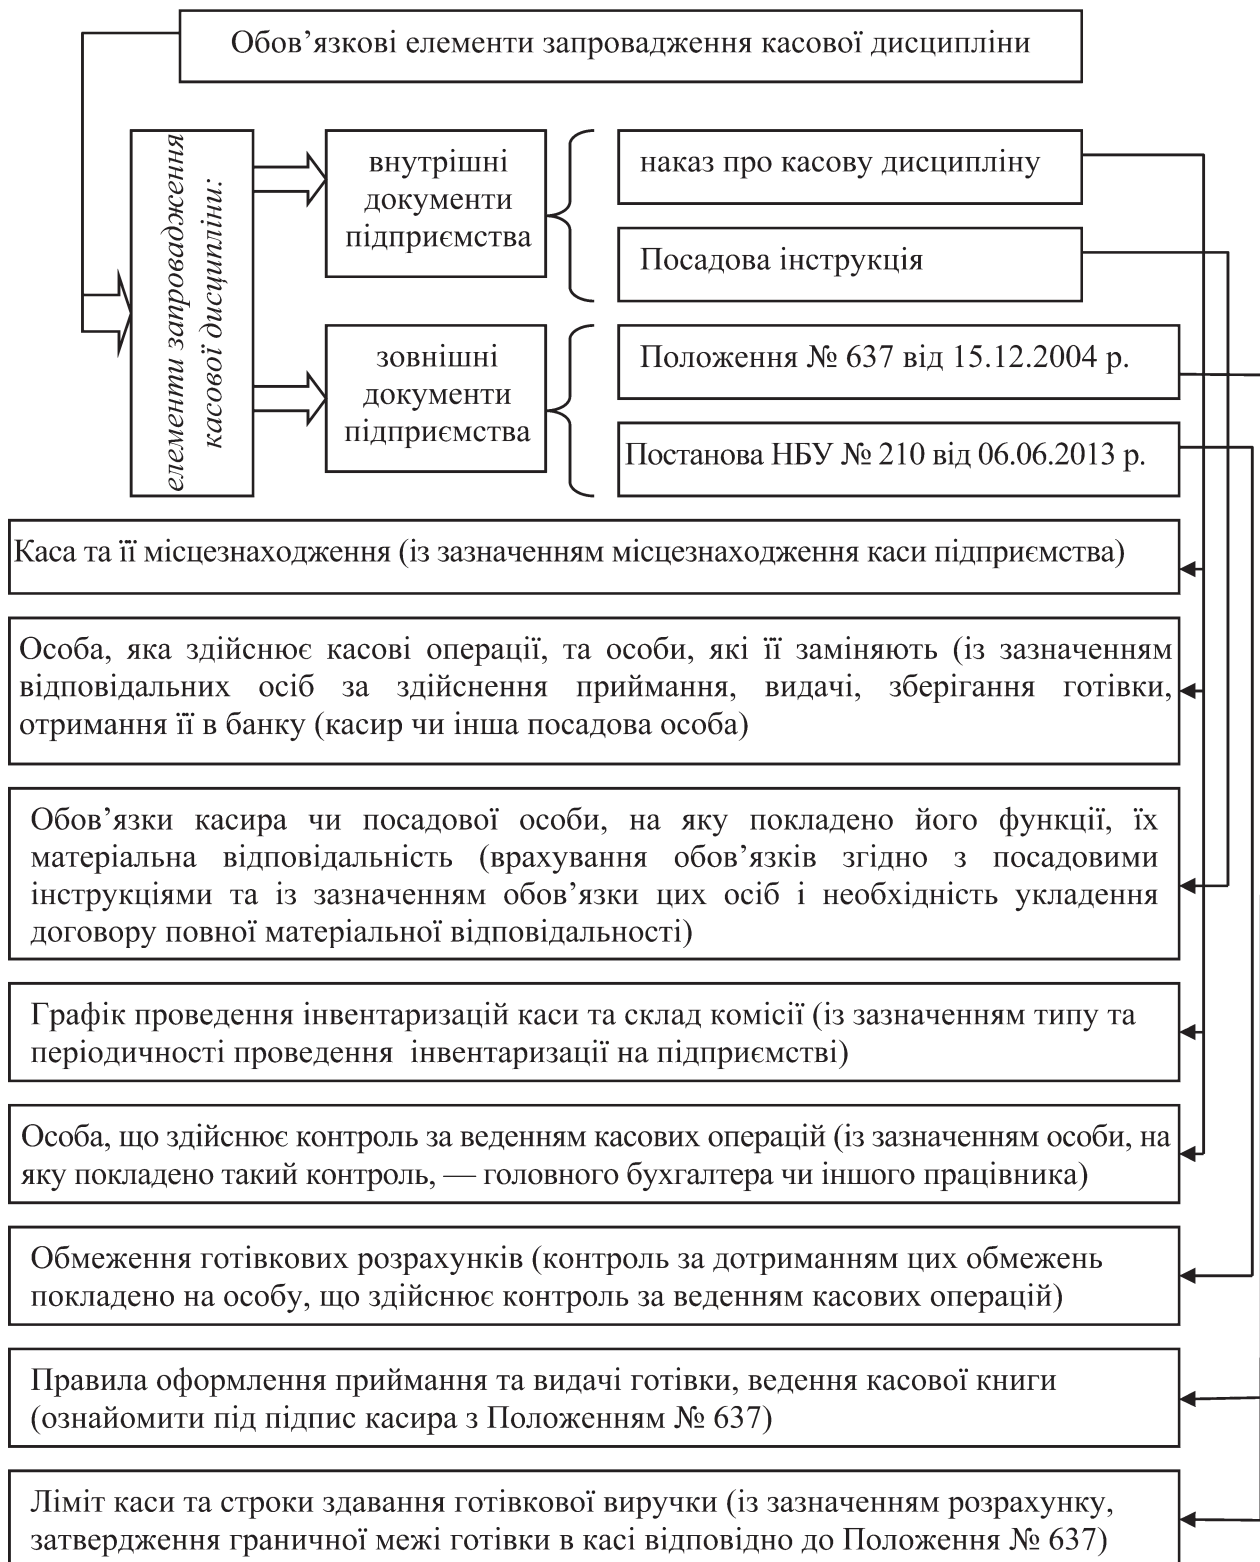 Обов’язкові елементи запровадження касової дисципліни
елементи запровадження
касової дисципліни:
внутрішні
документи
підприємства
наказ про касову дисципліну
Посадова інструкція
зовнішні
документи
підприємства
Положення № 637 від 15.12.2004 р.
Постанова НБУ № 210 від 06.06.2013 р.
Каса та її місцезнаходження (із зазначенням місцезнаходження каси підприємства)
Особа, яка здійснює касові операції, та особи, які її заміняють (із зазначенням
відповідальних осіб за здійснення приймання, видачі, зберігання готівки,
отримання її в банку (касир чи інша посадова особа)
Обов’язки касира чи посадової особи, на яку покладено його функції, їх
матеріальна відповідальність (врахування обов’язків згідно з посадовими
інструкціями та із зазначенням обов’язки цих осіб і необхідність укладення
договору повної матеріальної відповідальності)
Графік проведення інвентаризацій каси та склад комісії (із зазначенням типу та
періодичності проведення інвентаризації на підприємстві)
Особа, що здійснює контроль за веденням касових операцій (із зазначенням особи, на
яку покладено такий контроль, — головного бухгалтера чи іншого працівника)
Обмеження готівкових розрахунків (контроль за дотриманням цих обмежень
покладено на особу, що здійснює контроль за веденням касових операцій)
Правила оформлення приймання та видачі готівки, ведення касової книги
(ознайомити під підпис касира з Положенням № 637)
Ліміт каси та строки здавання готівкової виручки (із зазначенням розрахунку,
затвердження граничної межі готівки в касі відповідно до Положення № 637)